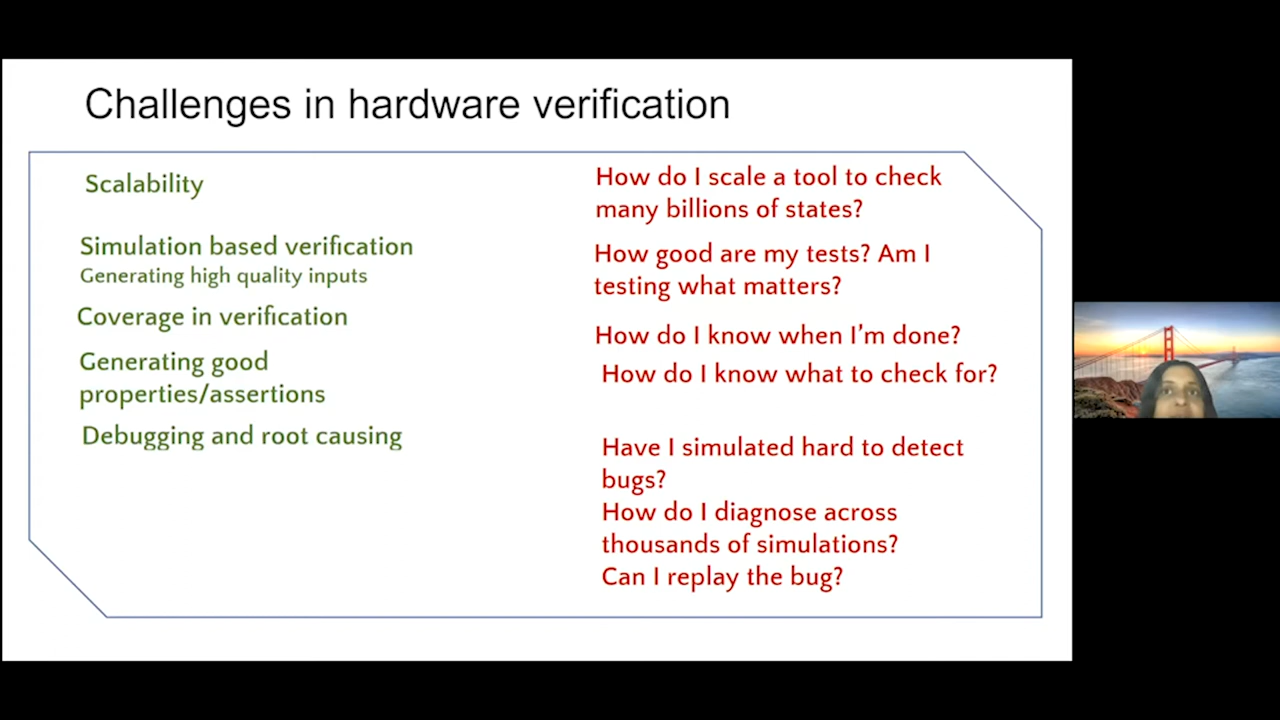 Challenges in hardware verification
Scalability
How do I scale a tool to check
many billions of states?
Simulation based verification
Generating high quality inputs
How good are my tests? Am I
testing what matters?
Coverage in verification
How do I know when I’m done?
Generating good
properties/assertions
How do I know what to check for?
Debugging and root causing
Have I simulated hard to detect
bugs?
How do I diagnose across
thousands of simulations?
Can I replay the bug?